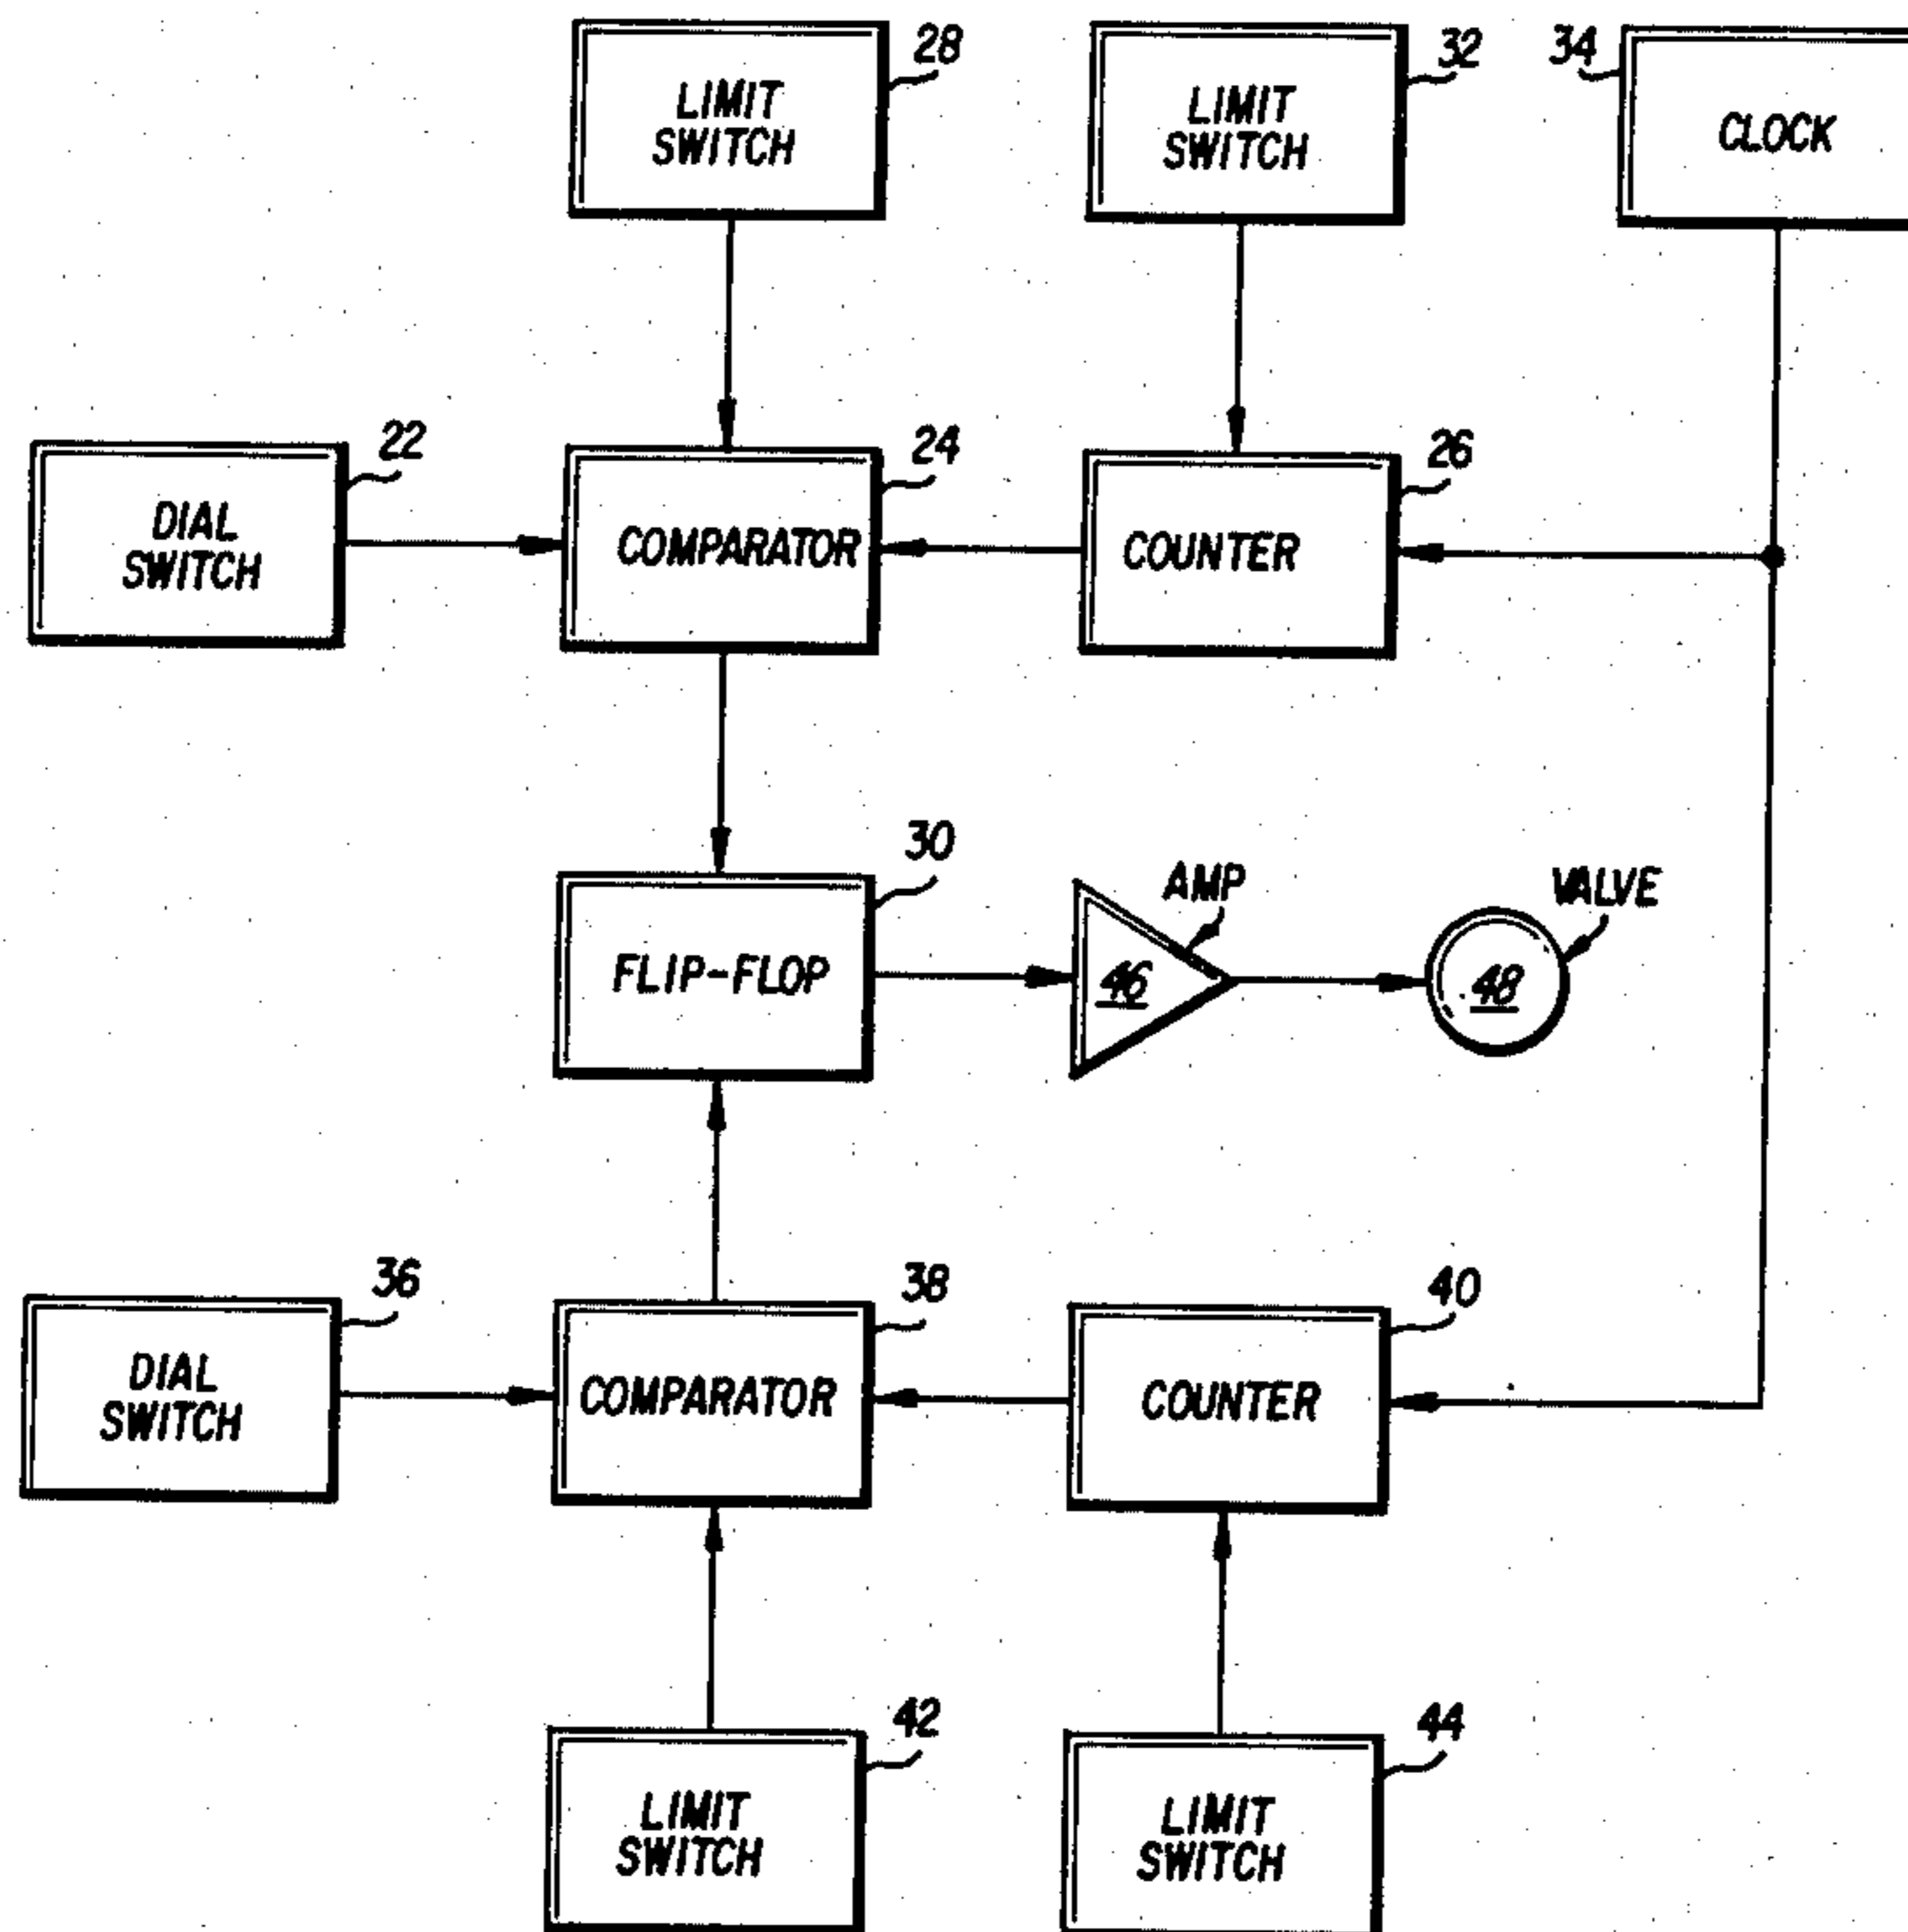 28
LIMIT
SWITCH
32
LIMIT
SWITCH
34
CLOCK
22
DIAL
SWITCH
24
COMPARATOR
26
COUNTER
30
FLIP-FLOP
AMP
46
VALVE
48
36
DIAL
SWITCH
38
COMPARATOR
40
COUNTER
42
LIMIT
SWITCH
44
LIMIT
SWITCH